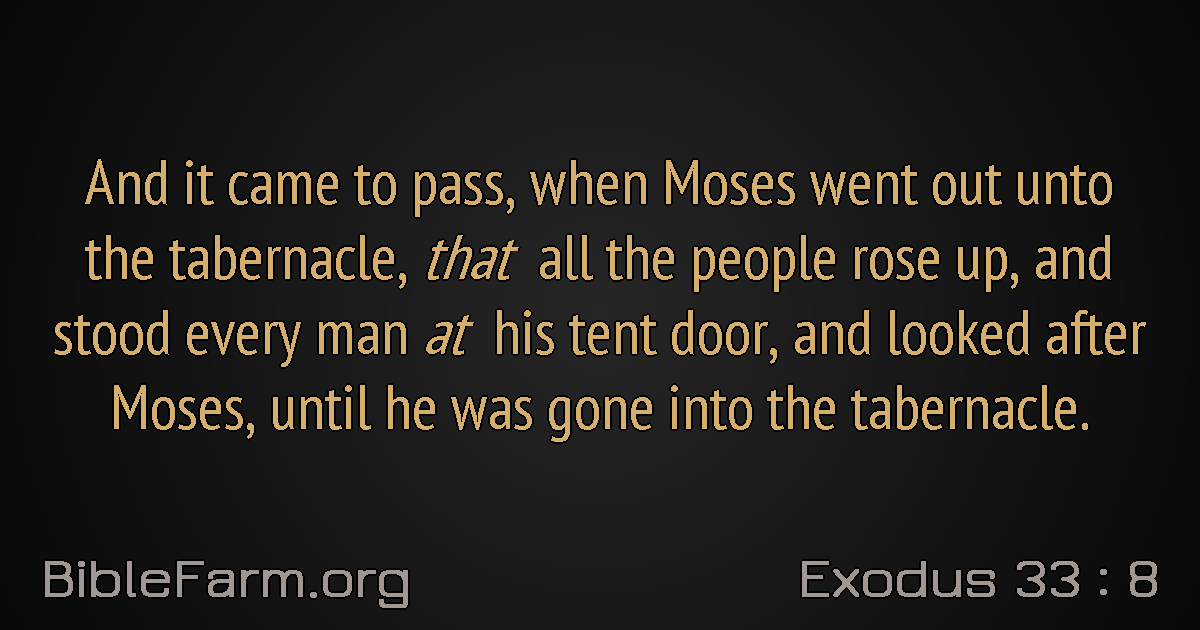 And it came to pass, when Moses went out unto
the tabernacle, that all the people rose up, and
stood every man at his tent door, and looked after
Moses, until he was gone into the tabernacle.
BibleFarm.org
Exodus 33 : 8